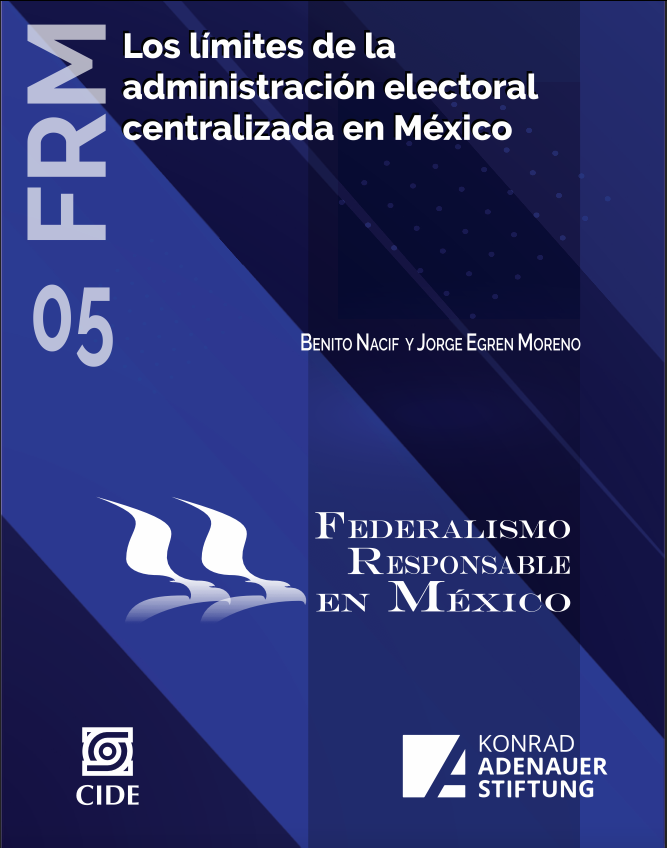 FRM
05
Los límites de la
administración electoral
centralizada en México
Benito Nacif y Jorge Egren Moreno
Federalismo
Responsable
en México
CIDE
KONRAD
ADENAUER
STIFTUNG